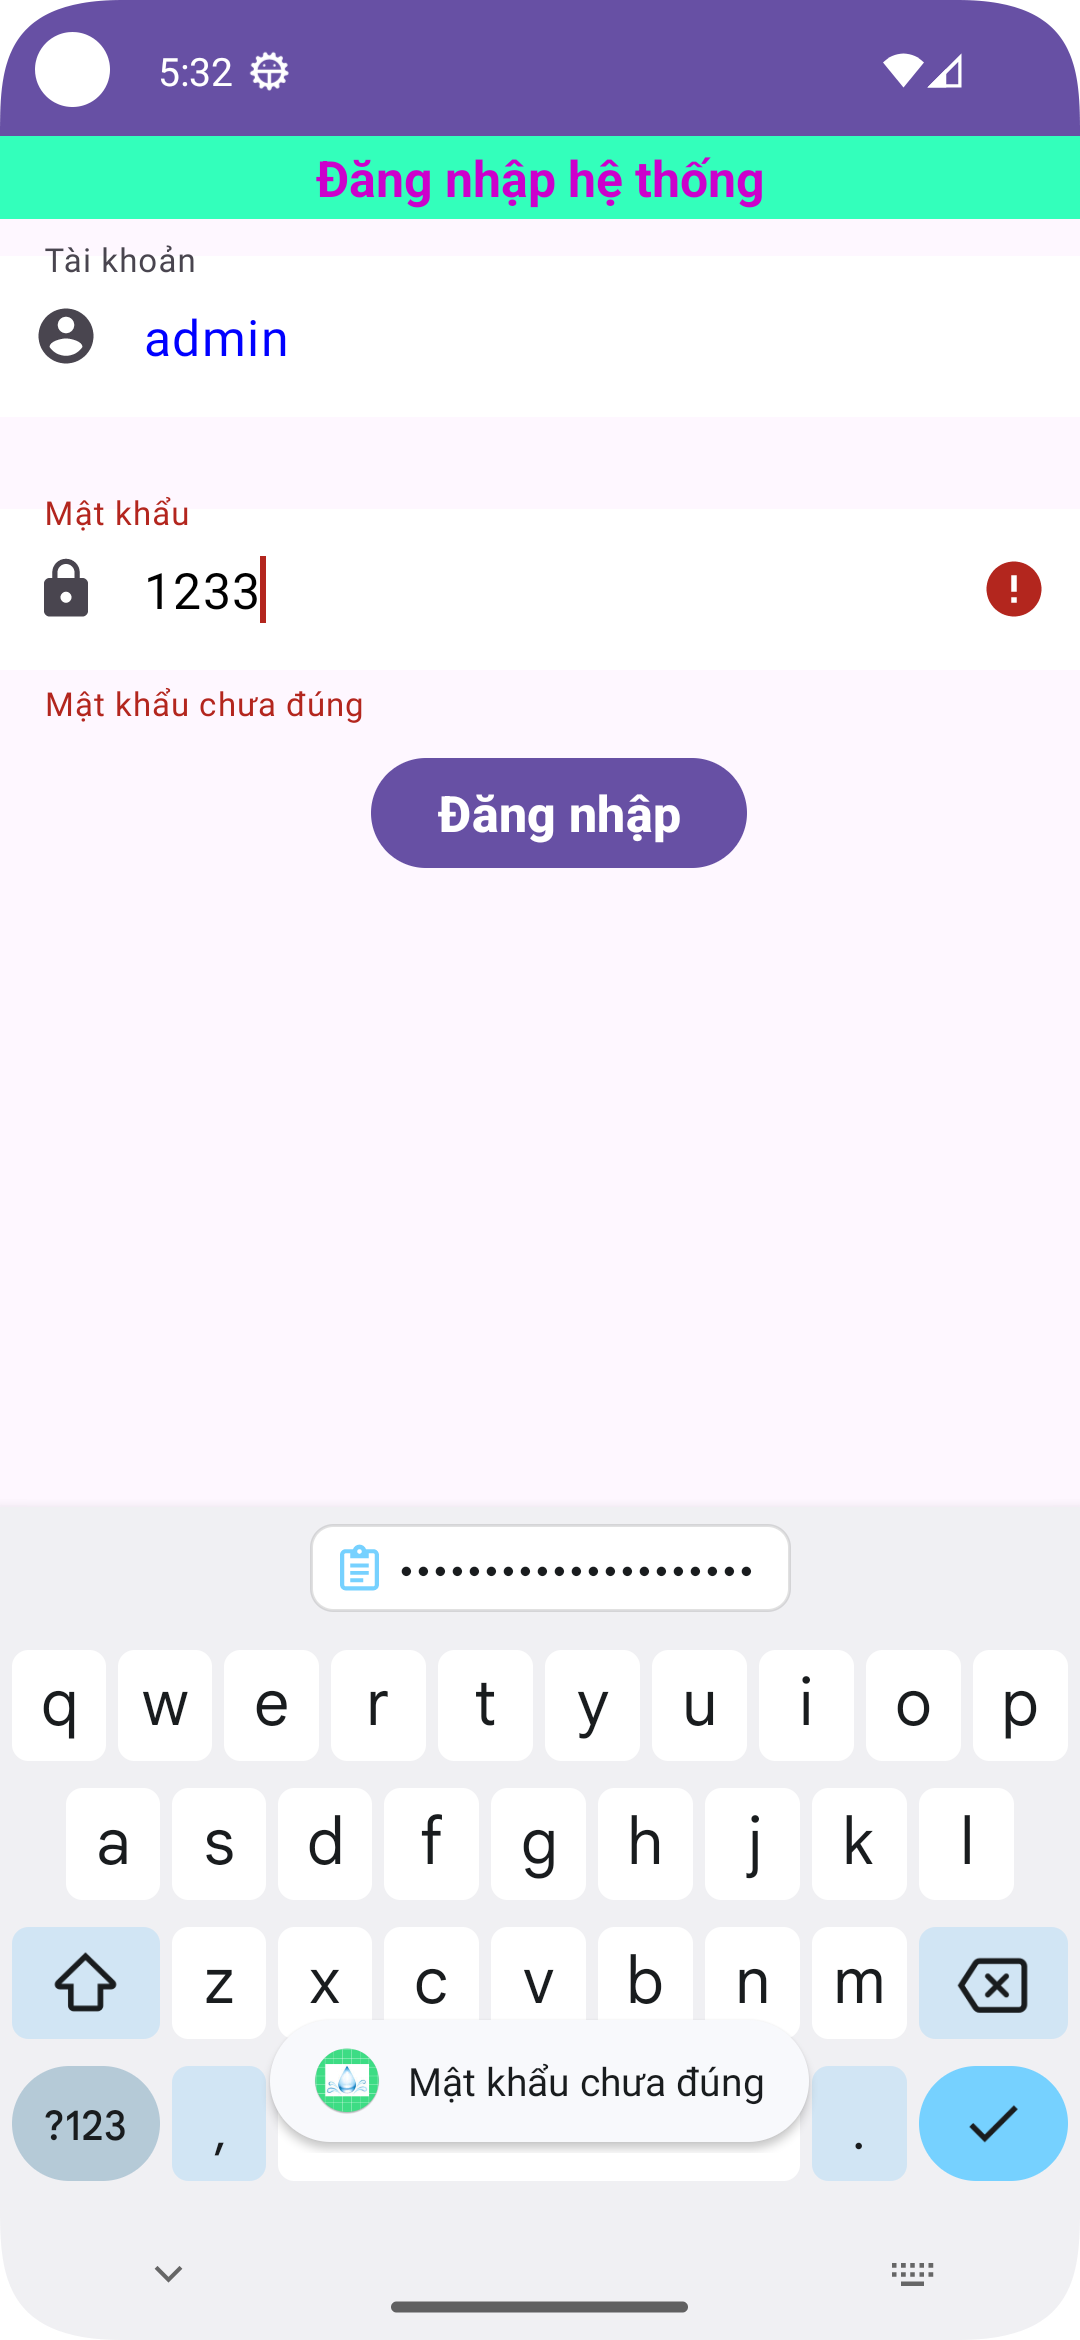 5:32
Đăng nhập hệ thống
Tài khoản
admin
Mật khẩu
1233
Mật khẩu chưa đúng
Đăng nhập
••••••••••••••••••••• 
q w e r t y u i o p
a s d f g h j k l
z x c v b n m
Mật khẩu chưa đúng
?123 , .